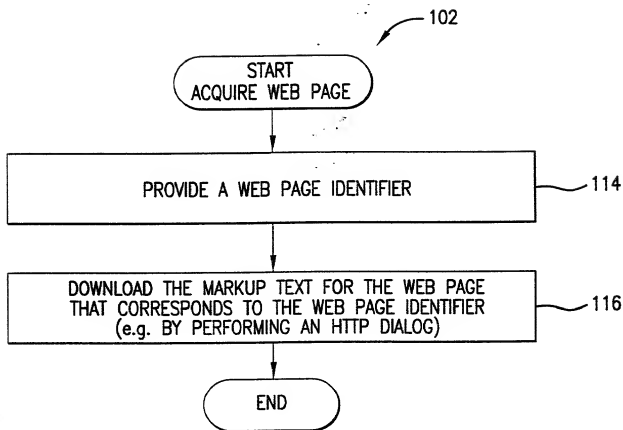 102
START
ACQUIRE WEB PAGE
PROVIDE A WEB PAGE IDENTIFIER
114
DOWNLOAD THE MARKUP TEXT FOR THE WEB PAGE
THAT CORRESPONDS TO THE WEB PAGE IDENTIFIER
(e.g. BY PERFORMING AN HTTP DIALOG)
116
END